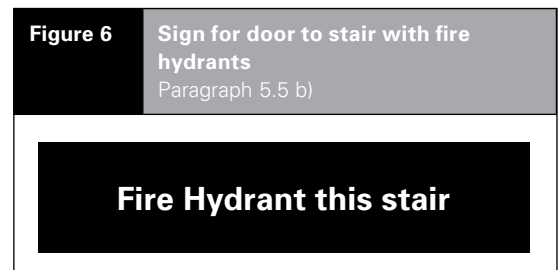 Figure 6
Sign for door to stair with fire
hydrants
Paragraph 5.5 b)
Fire Hydrant this stair